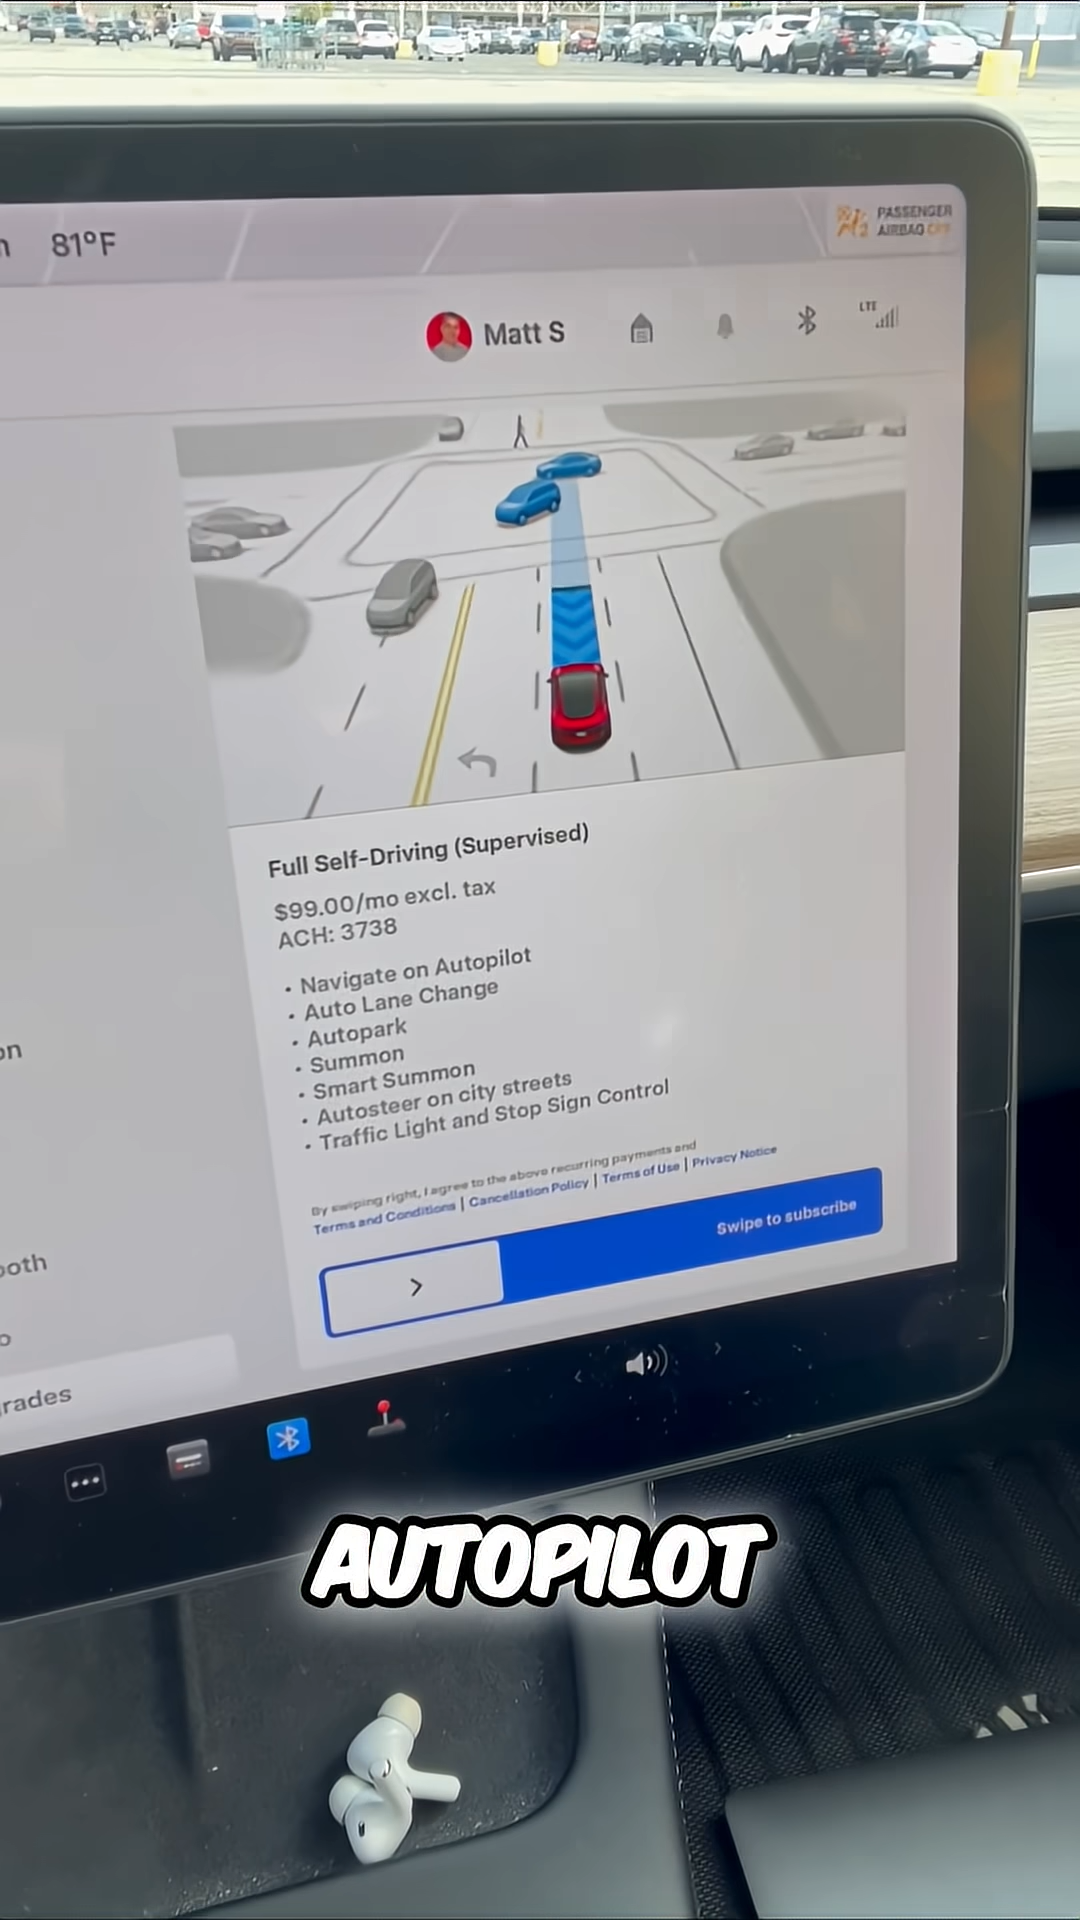 81°F
PASSENGER
AIRBAG OFF
Matt S
LTE
Full Self-Driving (Supervised)
$99.00/mo excl. tax
ACH: 3738
• Navigate on Autopilot
• Auto Lane Change
• Autopark
• Summon
• Smart Summon
• Autosteer on city streets
• Traffic Light and Stop Sign Control
By swiping right, I agree to the above recurring payments and
Terms and Conditions | Cancellation Policy | Terms of Use | Privacy Notice
Swipe to subscribe
AUTOPILOT